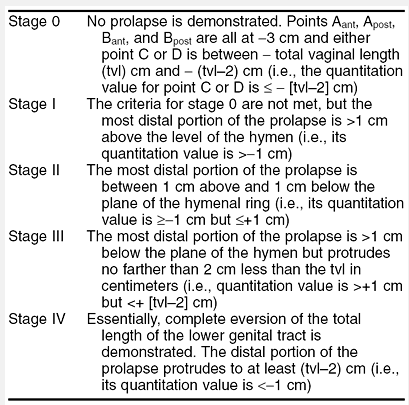 Stage 0 No prolapse is demonstrated. Points Aant, Apost,
Bant, and Bpost are all at –3 cm and either
point C or D is between – total vaginal length
(tvl) cm and – (tvl–2) cm (i.e., the quantitation
value for point C or D is ≤ – [tvl–2] cm)
Stage I The criteria for stage 0 are not met, but the
most distal portion of the prolapse is >1 cm
above the level of the hymen (i.e., its
quantitation value is >–1 cm)
Stage II The most distal portion of the prolapse is
between 1 cm above and 1 cm below the
plane of the hymenal ring (i.e., its quantitation
value is ≥–1 cm but ≤+1 cm)
Stage III The most distal portion of the prolapse is >1 cm
below the plane of the hymen but protrudes
no farther than 2 cm less than the tvl in
centimeters (i.e., quantitation value is >+1 cm
but <+ [tvl–2] cm)
Stage IV Essentially, complete eversion of the total
length of the lower genital tract is
demonstrated. The distal portion of the
prolapse protrudes to at least (tvl–2) cm (i.e.,
its quantitation value is <–1 cm)